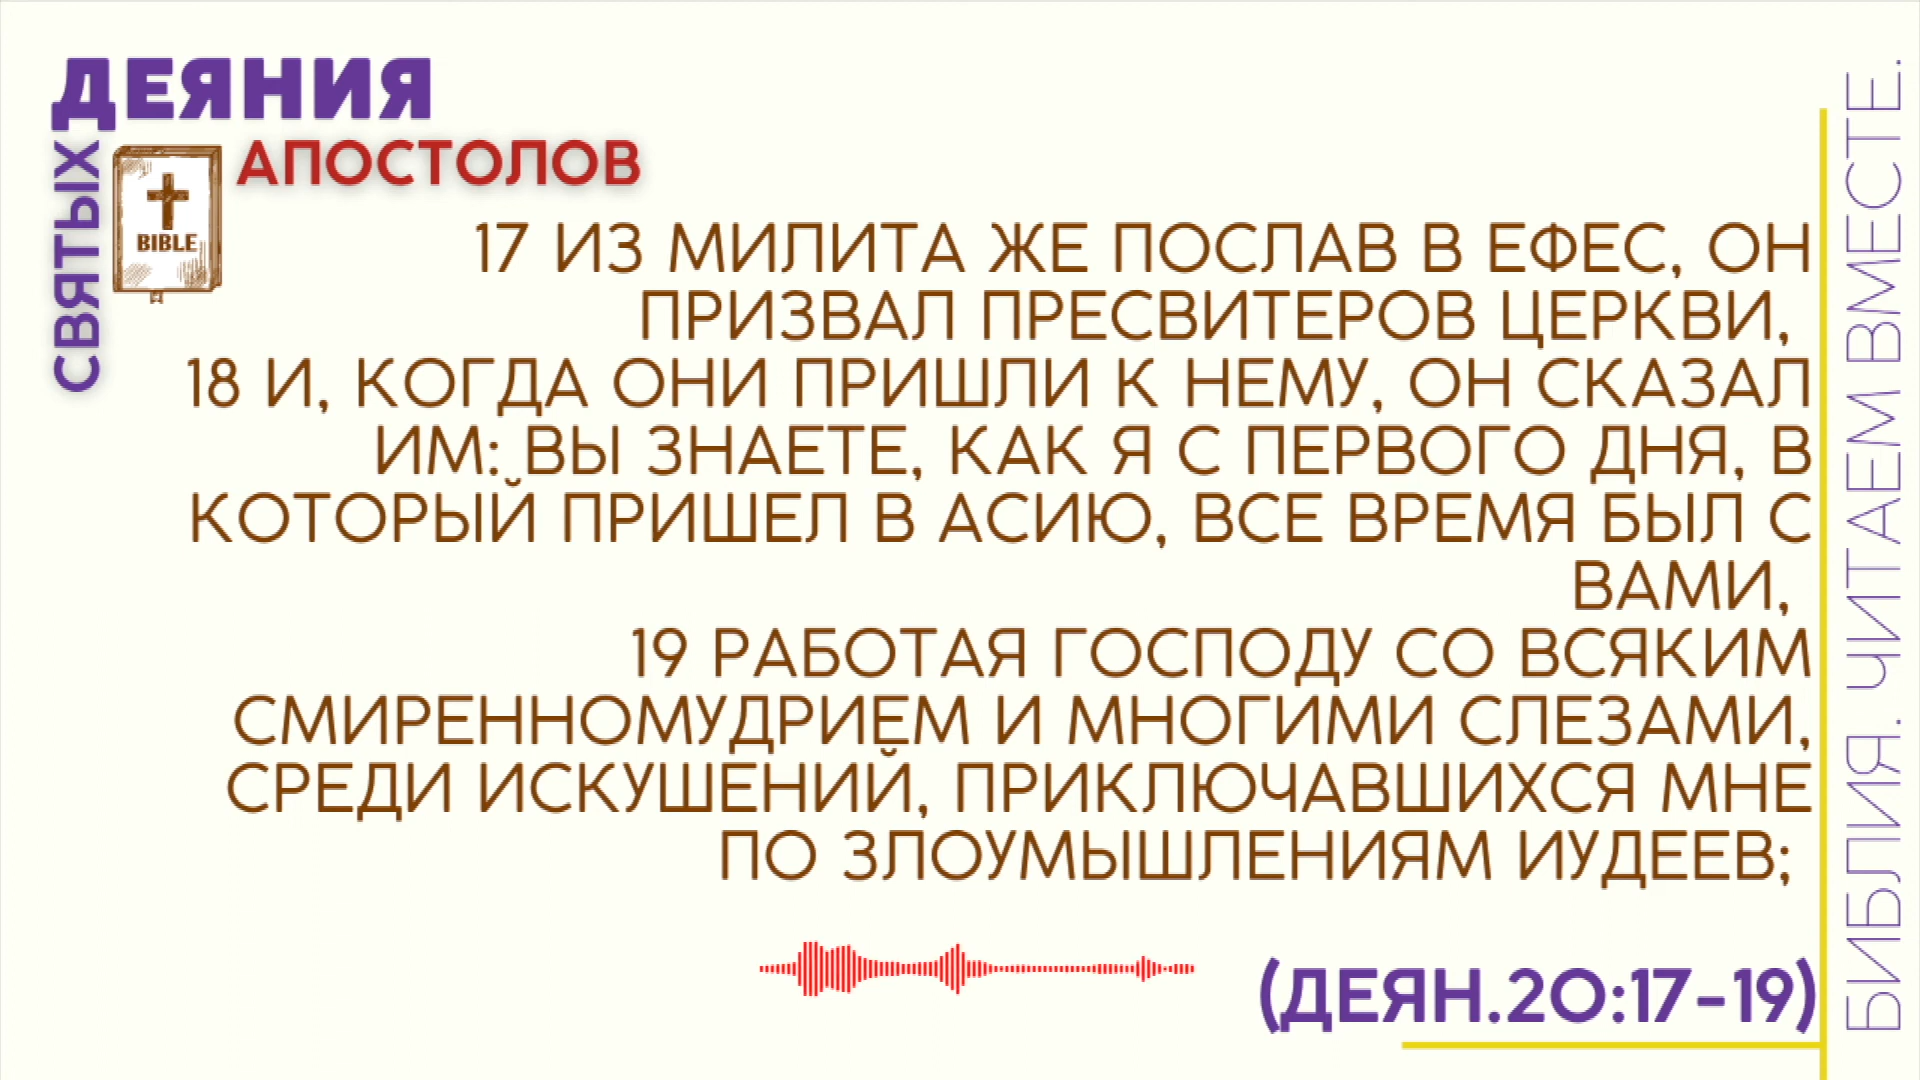 ДЕЯНИЯ
СВЯТЫХ
АПОСТОЛОВ
BIBLE
17 ИЗ МИЛИТА ЖЕ ПОСЛАВ В ЕФЕС, ОН
ПРИЗВАЛ ПРЕСВИТЕРОВ ЦЕРКВИ,
18 И, КОГДА ОНИ ПРИШЛИ К НЕМУ, ОН СКАЗАЛ
ИМ: ВЫ ЗНАЕТЕ, КАК Я С ПЕРВОГО ДНЯ, В
КОТОРЫЙ ПРИШЕЛ В АСИЮ, ВСЕ ВРЕМЯ БЫЛ С
ВАМИ,
19 РАБОТАЯ ГОСПОДУ СО ВСЯКИМ
СМИРЕННОМУДРИЕМ И МНОГИМИ СЛЕЗАМИ,
СРЕДИ ИСКУШЕНИЙ, ПРИКЛЮЧАВШИХСЯ МНЕ
ПО ЗЛОУМЫШЛЕНИЯМ ИУДЕЕВ;
(ДЕЯН.20:17-19)
БИБЛИЯ. ЧИТАЕМ ВМЕСТЕ.